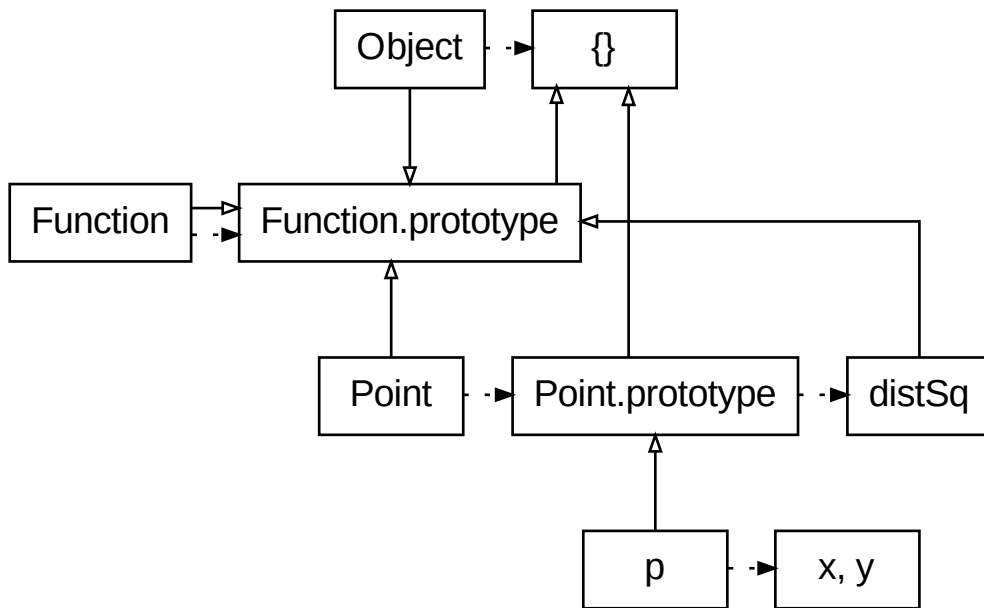 Object
{}
Function
Function.prototype
Point
Point.prototype
distSq
p
x, y